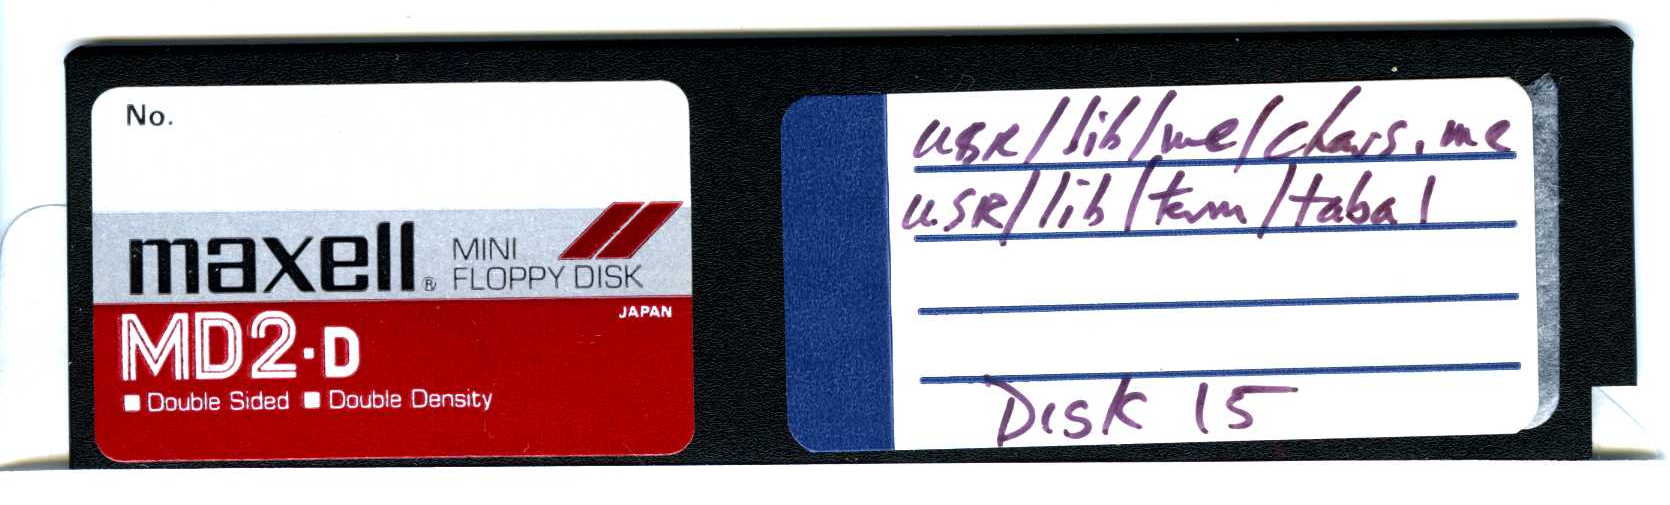 No.
maxell® MINI FLOPPY DISK
JAPAN
MD2-D
Double Sided Double Density
usr/lib/me/chars.me
usr/lib/term/taba1
Disk 15